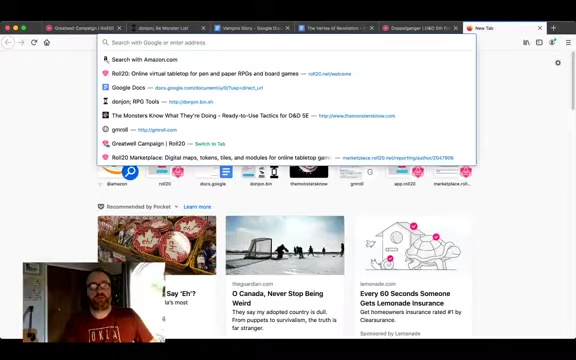 Greatwell Campaign | Roll20
donjon; 5e Monster List
Vampire Story - Google Do
The Vortex of Revelation - P
Doppelganger | D&D 5th Edi
New Tab
Search with Google or enter address
Search with Amazon.com
Roll20: Online virtual tabletop for pen and paper RPGs and board games — roll20.net/welcome
Google Docs — docs.google.com/document/u/0/?usp=direct_url
donjon; RPG Tools — http://donjon.bin.sh
The Monsters Know What They're Doing - Ready-to-Use Tactics for D&D 5E — http://www.themonstersknow.com
gmroll — http://gmroll.com
Greatwell Campaign | Roll20 — Switch to Tab
Roll20 Marketplace: Digital maps, tokens, tiles, and modules for online tabletop gam — marketplace.roll20.net/reporting/author/2047906
@amazon
roll20
docs.google
donjon.bin
themonstersknow
gmroll
app.roll20
marketplace.roll20
Recommended by Pocket
Learn more
Say 'Eh'?
theguardian.com
O Canada, Never Stop Being
Weird
They say my adopted country is dull.
From puppets to survivalism, the truth is
far stranger.
lemonade.com
Every 60 Seconds Someone
Gets Lemonade Insurance
Homeowners insurance rated #1 by
Clearsurance.
Sponsored by Lemonade
OKLA